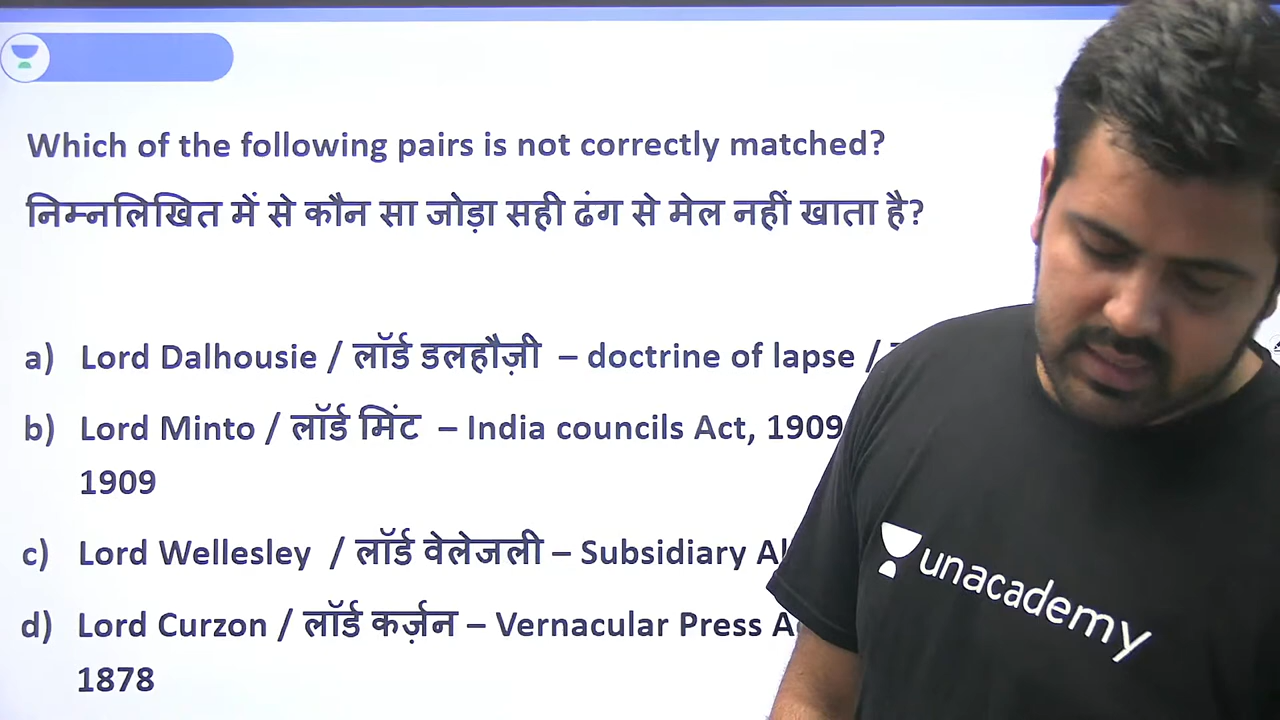 Which of the following pairs is not correctly matched?
निम्नलिखित में से कौन सा जोड़ा सही ढंग से मेल नहीं खाता है?
a) Lord Dalhousie / लॉर्ड डलहौज़ी – doctrine of lapse /
b) Lord Minto / लॉर्ड मिंट – India councils Act, 1909
1909
c) Lord Wellesley / लॉर्ड वेलेजली – Subsidiary
d) Lord Curzon / लॉर्ड कर्ज़न – Vernacular Press
1878
unacademy